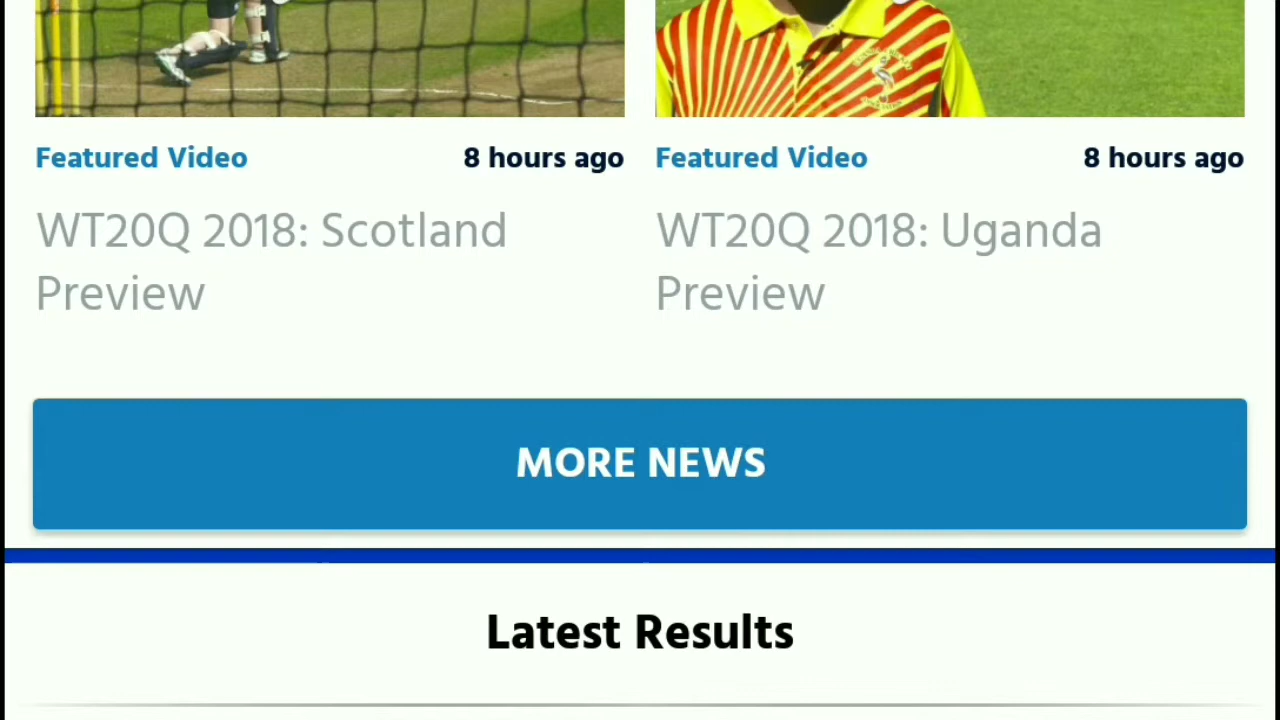 Featured Video 8 hours ago
WT20Q 2018: Scotland
Preview
Featured Video 8 hours ago
WT20Q 2018: Uganda
Preview
MORE NEWS
Latest Results